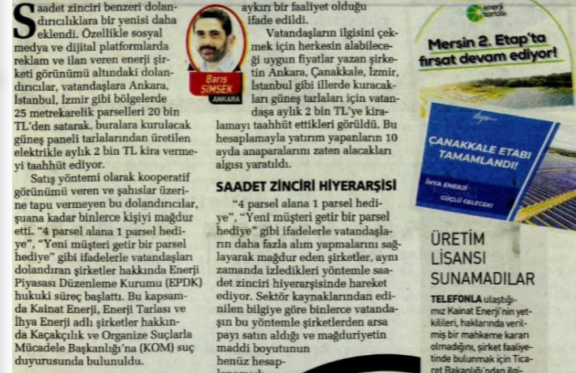 Saadet zinciri benzeri dolan-
dırıcılıklara bir yenisi daha
eklendi. Özellikle sosyal
medya ve dijital platformlarda
reklam ve ilan veren enerji şir-
keti görünümü altındaki dolan-
dırıcılar, vatandaşlara Ankara,
İstanbul, İzmir gibi bölgelerde
25 metrekarelik parselleri 20 bin
TL'den satarak, buralara kurulacak
güneş paneli tarlalarından üretilen
elektrikle aylık 2 bin TL kira verme-
yi taahhüt ediyor.
Satış yöntemi olarak kooperatif
görünümü veren ve şahıslar üzeri-
ne tapu vermeyen bu dolandırıcılar,
şuana kadar binlerce kişiyi mağdur
etti. "4 parsel alana 1 parsel hedi-
ye", "Yeni müşteri getir bir parsel
hediye" gibi ifadelerle vatandaşları
dolandıran şirketler hakkında Enerji
Piyasası Düzenleme Kurumu (EPDK)
hukuki süreç başlattı. Bu kapsam-
da Kainat Enerji, Enerji Tarlası ve
İhya Enerji adlı şirketler hakkın-
da Kaçakçılık ve Organize Suçlarla
Mücadele Başkanlığı'na (KOM) suç
duyurusunda bulunuldu.
Barış
ŞİMŞEK
ANKARA
aykırı bir faaliyet olduğu
ifade edildi.
Vatandaşların ilgisini çek-
mek için herkesin alabilece-
ği uygun fiyatlar yazan şirke-
tin Ankara, Çanakkale, İzmir,
İstanbul gibi illerde kuracak-
ları güneş tarlaları için vatan-
daşa aylık 2 bin TL'ye kira-
lamayı taahhüt ettikleri görüldü. Bu
hesaplamayla yatırım yapanların 10
ayda anaparalarını zaten alacakları
algısı yaratıldı.
SAADET ZİNCİRİ HİYERARŞİSİ
"4 parsel alana 1 parsel hedi-
ye", "Yeni müşteri getir bir parsel
hediye" gibi ifadelerle vatandaşla-
rın daha fazla alım yapmalarını sağ-
layarak mağdur eden şirketler, aynı
zamanda izledikleri yöntemle saa-
det zinciri hiyerarşisinde hareket
ediyor. Sektör kaynaklarından edi-
nilen bilgiye göre binlerce vatanda-
şın bu yöntemle şirketlerden arsa
payı satın aldığı ve mağduriyetin
maddi boyutunun
henüz hesap-
lanamadı
enerji
tarlası
Mersin 2. Etap'ta
fırsat devam ediyor!
ÇANAKKALE ETABI
TAMAMLANDI!
İHYA ENERJİ
GÜÇLÜ GELECEK!
ÜRETİM
LİSANSI
SUNAMADILAR
TELEFONLA ulaştığı-
mız Kainat Enerji'nin yet-
kilileri, haklarında veril-
miş bir mahkeme kararı
olmadığını, şirket faaliye-
tinde bulunmak için Tica-
ret Bakanlığı'ndan ilgi-